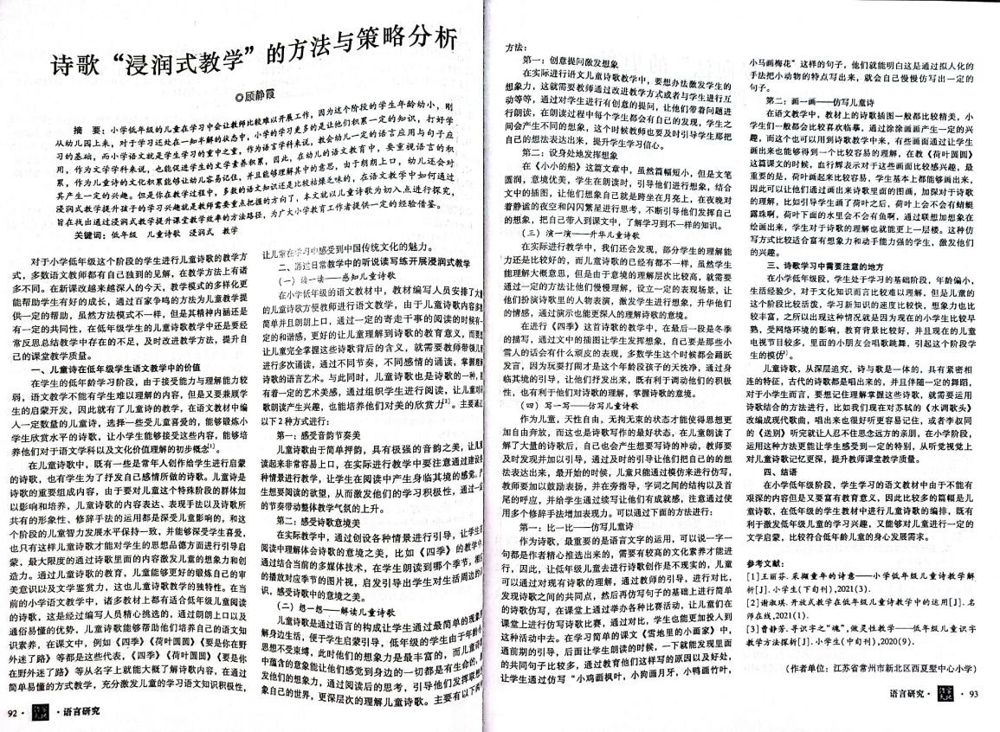 诗歌“浸润式教学”的方法与策略分析
◎顾静霞
摘　要：小学低年级的儿童在学习中会让教师比较难以开展工作，因为这个阶段的学生年龄幼小，刚
从幼儿园上来，对于学习还处在一知半解的状态中，小学的学习更多的是让他们积累一定的知识，打好学
习的基础，而小学语文就是学生学习的重中之重，作为语言学科来说，教会幼儿一定的语言应用与句子应
用，作为文学学科来说，也能促进学生的文学素养积累，因此，在幼儿的语文教育中，要重视语言的积
累，作为儿童诗的文化积累能够让幼儿容易记住，并且能够理解其中的意思，由于朗朗上口，幼儿还会对
其产生一定的兴趣。但是你在教学过程中，多数的语文知识还是比较枯燥乏味的，在语文教学中如何通过
浸润式教学提升孩子的学习兴趣就是教师需要重点把握的方向了，本文就以儿童诗歌为切入点进行探究，
旨在找出通过浸润式教学提升课堂教学效率的方法路径，为广大小学教育工作者提供一定的经验借鉴。
关键词：低年级　儿童诗歌　浸润式　教学
对于小学低年级这个阶段的学生进行儿童诗歌的教学方
式，多数语文教师都有自己独到的见解，在教学方法上有诸
多不同。在新课改越来越深人的今天，教学模式的多样化更
能帮助学生有好的成长，通过百家争鸣的方法为儿童教学提
供一定的帮助，虽然方法模式不一样，但是其精神内涵还是
有一定的共同性，在低年级学生的儿童诗歌教学中还是要经
常反思总结教学中存在的不足，及时改进教学方法，提升自
己的课堂教学质量。
一、儿童诗在低年级学生语文教学中的价值
在学生的低年龄学习阶段，由于接受能力与理解能力较
弱，语文教学不能有学生难以理解的内容，但是又要兼顾学
生的启蒙开发，因此就有了儿童诗的教学，在语文教材中编
人一定数量的儿童诗，选择一些受儿童喜爱的，能够锻炼小
学生欣赏水平的诗歌，让小学生能够接受这些内容，能够培
养他们对于语文学科以及文化价值理解的初步概念[1]。
在儿童诗歌中，既有一些是常年人创作给学生进行启蒙
的诗歌，也有学生为了抒发自己感情所做的诗歌。儿童诗是
诗歌的重要组成内容，由于要对儿童这个特殊阶段的群体加
以影响和培养，儿童诗歌的内容表达、表现手法以及诗歌所
共有的形象性、修辞手法的运用都是深受儿童影响的，和这
个阶段的儿童智力发展水平保持一致，并能够深受学生喜爱，
也只有这样儿童诗歌才能对学生的思想品德方面进行引导启
蒙，最大限度的通过诗歌里面的内容激发儿童的想象力和创
造力。通过儿童诗歌的教育，儿童能够更好的锻炼自己的审
美意识以及文学鉴赏力，这也儿童诗歌教学的独特性。在当
前的小学语文教学中，诸多教材上都有适合低年级儿童阅读
的诗歌，这是经过编写人员精心挑选的，通过朗朗上口以及
通俗易懂的优势，儿童诗歌能够帮助他们培养自己的语文知
识素养，在课文中，例如《四季》《荷叶圆圆》《要是你在野
外迷了路》等都是这些代表，《四季》《荷叶圆圆》《要是你
在野外迷了路》等从名字上就能大概了解诗歌内容，在通过
简单易懂的方式教学，充分激发儿童的学习语文知识积极性，
92·
·语言研究
让儿童在学习中感受到中国传统文化的魅力。
二、通过日常教学中的听说读写练开展浸润式教学
（一）读一读——感知儿童诗歌
在小学低年级的语文教材中，教材编写人员安排了大
的儿童诗歌方便教师进行语文教学，由于儿童诗歌内容多
简单并且朗朗上口，通过一定的寄走干事的阅读的时候有一
定的和谐感，更好的让儿童理解到诗歌的教育意义，而要
让儿童完全掌握这些诗歌背后的含义，就需要教师带领儿
进行多次诵读，通过不同节奏，不同感情的诵读，掌握
诗歌的语言艺术。与此同时，儿童诗歌也是诗歌的一种，
有着一定的艺术美感，通过组织学生进行阅读，让儿童对
歌朗读产生兴趣，也能培养他们对美的欣赏力[2]。主要通过
以下2种方式进行：
第一：感受音韵节奏美
儿童诗歌由于简单押韵，具有极强的音韵之美，让儿
读起来非常容易上口，在实际进行教学中要注意通过建设
种情景进行教学，让学生在阅读中产生身临其境的感觉，
生想要阅读的欲望，从而激发他们的学习积极性，通过一
的节奏带动整体教学气氛的上升。
第二：感受诗歌意境美
在实际教学中，通过创设各种情景进行引导，让学生
阅读中理解体会诗歌的意境之美，比如《四季》的教学中
通过结合当前的多媒体技术，在学生朗读到哪个季节，
的播放对应季节的图片视，启发引导出学生对生活周边的
识，感受诗歌中的意境之美。
（二）想一想——解读儿童诗歌
儿童诗歌是通过语言的构成让学生通过最简单的现象
解身边生活，便于学生启蒙引导，低年级的学生由于年龄小
思想不受束缚，此时他们的想象力是最丰富的，而儿童诗
中蕴含的意象能让他们感觉到身边的一切都是有生命的，
发他们的想象力，通过阅读后的思考，引导他们发挥联想
象自己的世界，更深层次的理解儿童诗歌。主要有以下两
方法：
第一：创意提问激发想象
在实际进行语文儿童诗歌教学中，要想办法激发学生的
想象力，这就需要教师通过改进教学方式或者与学生进行互
动等等，通过对学生进行有创意的提问，让他们带着问题进
行朗读，在朗读过程中每个学生都会有自己的发现，学生之
间会产生不同的想象，这个时候教师也要及时引导学生那把
自己的想法表达出来，提升学生学习信心。
第二：设身处地发挥想象
在《小小的船》这篇文章中，虽然篇幅短小，但是文笔
圆润，意境优美，学生在朗读时，引导他们进行想象，结合
文中的插图，让他们想象自己就是跨坐在月亮上，在夜晚对
着静谧的夜空和闪闪繁星进行思考，不断引导他们发挥自己
的想象，把自己带人到课文中，了解学习到不一样的知识。
（三）演一演——升华儿童诗歌
在实际进行教学中，我们还会发现，部分学生的理解能
力还是比较好的，而儿童诗歌的已经有都不一样，虽然学生
能理解大概意思，但是由于意境的理解层次比较高，就需要
通过一定的方法让他们慢慢理解，设立一定的表现场景，让
他们扮演诗歌里的人物表演，激发学生进行想象，升华他们
的情感，通过演示也能更深人的理解诗歌的意境。
在进行《四季》这首诗歌的教学中，在最后一段是冬季
的描写，通过文中的插图让学生发挥想象，自己要是那些小
雪人的话会有什么顽皮的表现，多数学生这个时候都会踊跃
发言，因为玩耍打闹才是这个年龄段孩子的天洗净，通过身
临其境的引导，让他们抒发出来，既有利于调动他们的积极
性，也有利于他们对诗歌的理解，掌握诗歌的意境。
（四）写一写——仿写儿童诗歌
作为儿童，天性自由，无拘无束的状态才能使得思想更
加自由奔放，而这也是诗歌写作的最好状态，在儿童朗读了
解了大量的诗歌后，自己也会产生想要写诗的冲动，教师要
及时发现并加以引导，通过及时的引导让他们把自己的的想
法表达出来，最开始的时候，儿童只能通过模仿来进行仿写，
教师要加以鼓励表扬，并在旁指导，字词之间的结构以及首
尾的呼应，并给学生通过续写让他们有成就感，注意通过使
用多个修辞手法增加表现力。可以通过下面的方法进行：
第一：比一比——仿写儿童诗
作为诗歌，最重要的是语言文字的运用，可以说一字一
句都是作者精心推选出来的，需要有较高的文化素养才能进
行，因此，让低年级儿童去进行诗歌创作是不现实的，儿童
可以通过对现有诗歌的理解，通过教师的引导，进行对比，
发现诗歌之间的共同点，然后再仿写句子的基础上进行简单
的诗歌仿写，在课堂上通过举办各种比赛活动，让儿童们在
课堂上进行仿写诗歌比赛，通过对比，学生也能更加投人到
这种活动中去。在学习简单的课文《雪地里的小画家》中，
通前期的引导，后面让学生朗读的时候，一下就能发现里面
的共同句子比较多，通过教育他们这样写的原因以及好处，
让学生通过仿写“小鸡画枫叶，小狗画月牙，小鸭画竹叶，
小马画梅花”这样的句子，他们就能明白这是通过拟人化的
手法把小动物的特点写出来，就会自己慢慢仿写出一定的
句子。
第二：画一画——仿写儿童诗
在语文教学中，教材上的诗歌插图一般都比较精美，小
学生们一般都会比较喜欢临摹，通过涂涂画画产生一定的兴
趣，而这个也可以用到诗歌教学中来，有些画面通过让学生
画出来也能够得到一个比较容易的理解，在教《荷叶圆圆》
这篇课文的时候，血行辉表示对于这些画面比较感兴趣，最
重要的是，荷叶画起来比较容易，学生基本上都能够画出来，
因此可以让他们通过画出来诗歌里面的图画，加深对于诗歌
的理解，比如引导学生画了荷叶之后，荷叶上会不会有蜻蜓
露珠啊，荷叶下面的水里会不会有鱼啊，通过联想加想象在
绘画出来，学生对于诗歌的理解也就能更上一层楼。这种仿
写方式比较适合富有想象力和动手能力强的学生，激发他们
的兴趣。
三、诗歌学习中需要注意的地方
在小学低年级段，学生处于学习的基础阶段，年龄偏小，
生活经验少，对于文化知识而言比较难以理解，但是儿童的
这个阶段比较活泼，学习新知识的速度比较快，想象力也比
较丰富，之所以出现这种情况就是因为现在的小学生比较早
熟，受网络环境的影响，教育背景比较好，并且现在的儿童
电视节目较多，里面的小朋友会唱歌跳舞，引起这个阶段学
生的模仿[3]。
儿童诗歌，从深层追究，诗与歌是一体的，具有紧密相
连的特征，古代的诗歌都是唱出来的，并且伴随一定的舞蹈，
对于小学生而言，要想记住理解掌握这些诗歌，就需要运用
诗歌结合的方法进行，比如我们现在对苏轼的《水调歌头》
改编成现代歌曲，唱出来也很好听更容易记住，或者李叔同
的《送别》听完就让人忍不住思念远方的亲朋，在小学阶段，
运用这种方法更能让学生感受到一定的特别，从听觉视觉上
对儿童诗歌记忆更深，提升教师课堂教学质量。
四、结语
在小学低年级阶段，学生学习的语文教材中由于不能有
艰深的内容但是又要富有教育意义，因此比较多的篇幅是儿
童诗歌，在低年级的学生教材中进行儿童诗歌的编排，既有
利于激发低年级儿童的学习兴趣，又能够对儿童进行一定的
文学启蒙，比较符合低年龄儿童的身心发展需求。
参考文献：
[1]王丽芬.采撷童年的诗意——小学低年级儿童诗教学解
析[J].小学生(下旬刊),2021(3).
[2]谢淑琪.开放式教学在低年级儿童诗教学中的运用[J].名
师在线,2021(1).
[3]曹静芳.寻识字之“魂”,做灵性教学——低年级儿童识字
教学方法探析[J].小学生(中旬刊),2020(9).
（作者单位：江苏省常州市新北区西夏墅中心小学）
语言研究·
·93